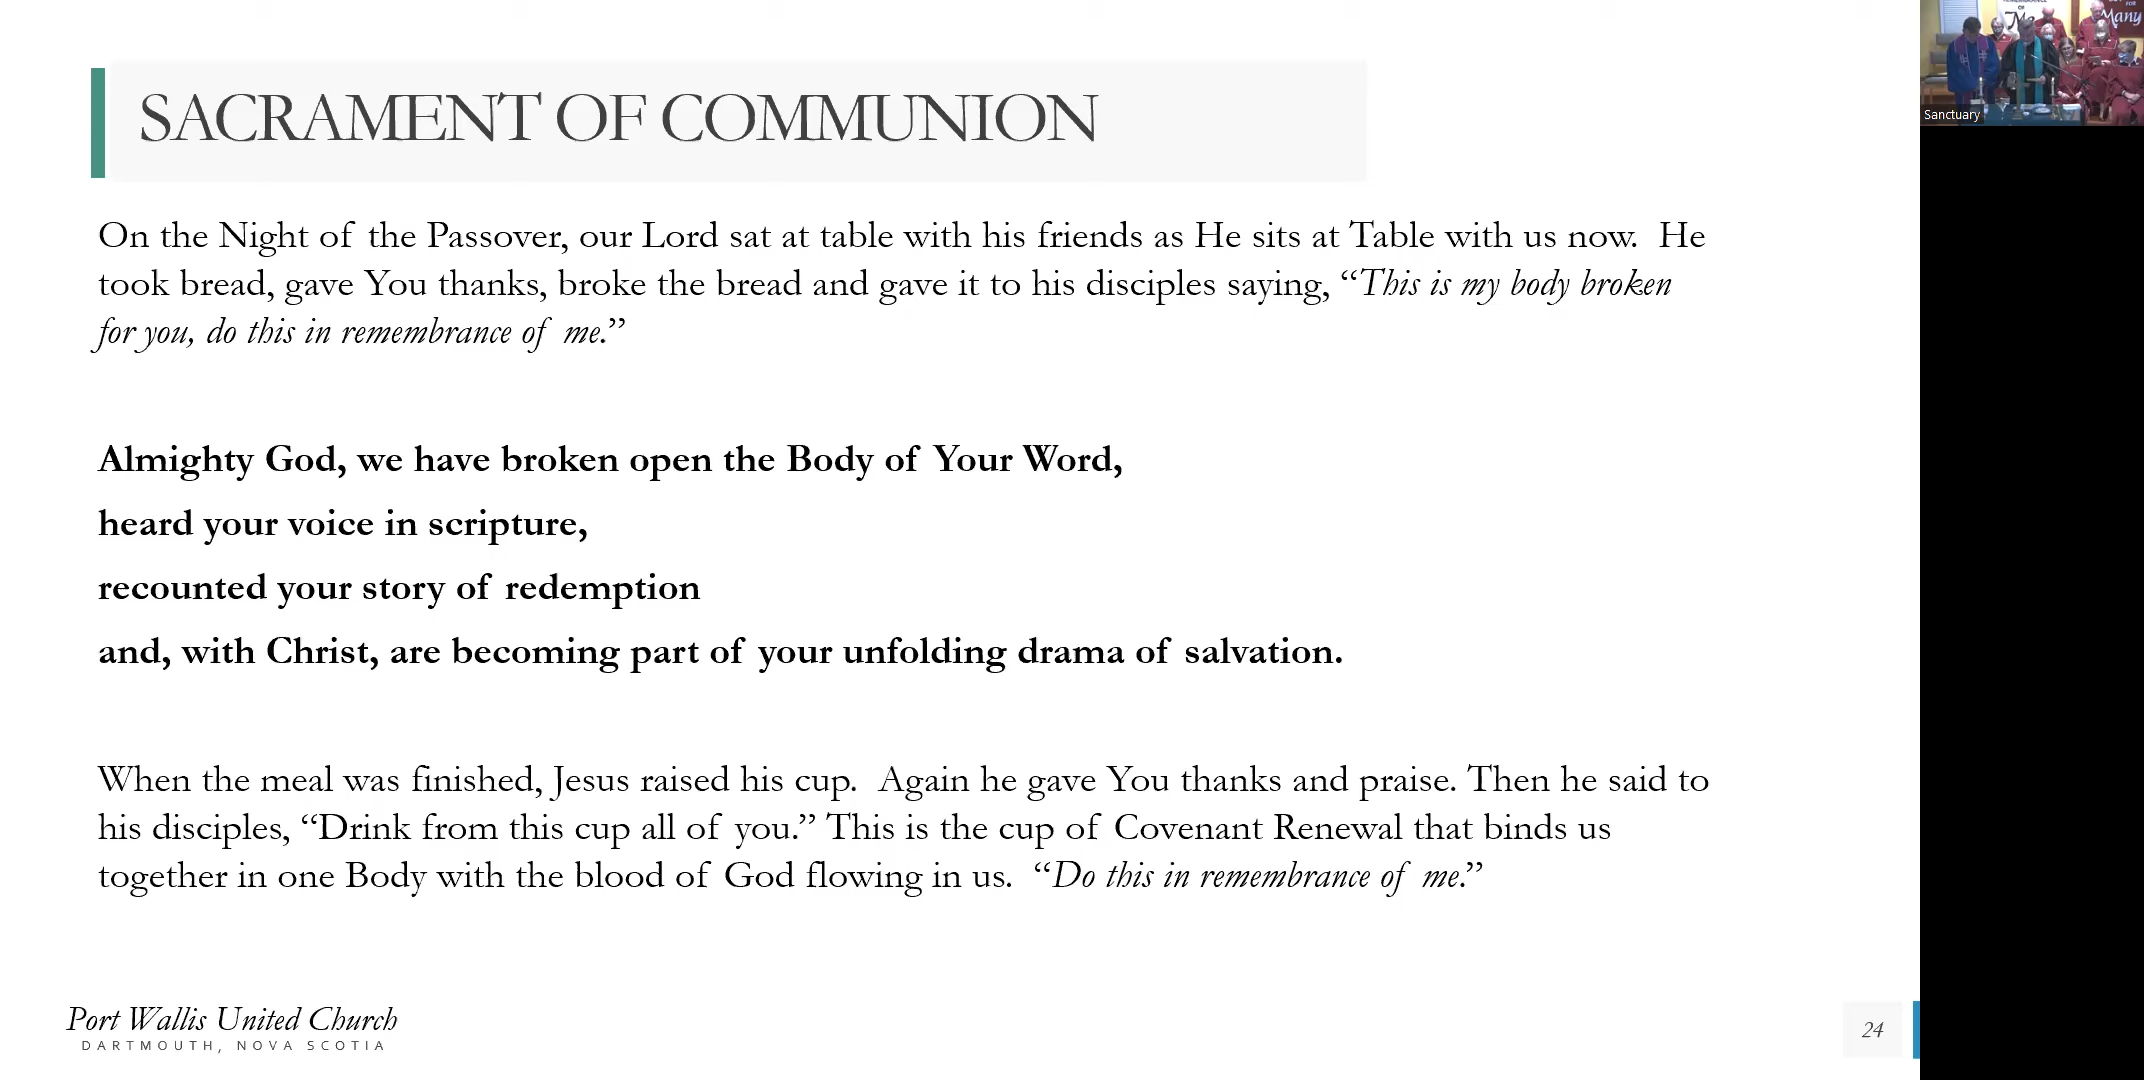 SACRAMENT OF COMMUNION
On the Night of the Passover, our Lord sat at table with his friends as He sits at Table with us now.  He
took bread, gave You thanks, broke the bread and gave it to his disciples saying, “This is my body broken
for you, do this in remembrance of me.”
Almighty God, we have broken open the Body of Your Word,
heard your voice in scripture,
recounted your story of redemption
and, with Christ, are becoming part of your unfolding drama of salvation.
When the meal was finished, Jesus raised his cup.  Again he gave You thanks and praise. Then he said to
his disciples, “Drink from this cup all of you.” This is the cup of Covenant Renewal that binds us
together in one Body with the blood of God flowing in us.  “Do this in remembrance of me.”
Port Wallis United Church
DARTMOUTH, NOVA SCOTIA
24
OF
Me
FOR
Many
Sanctuary